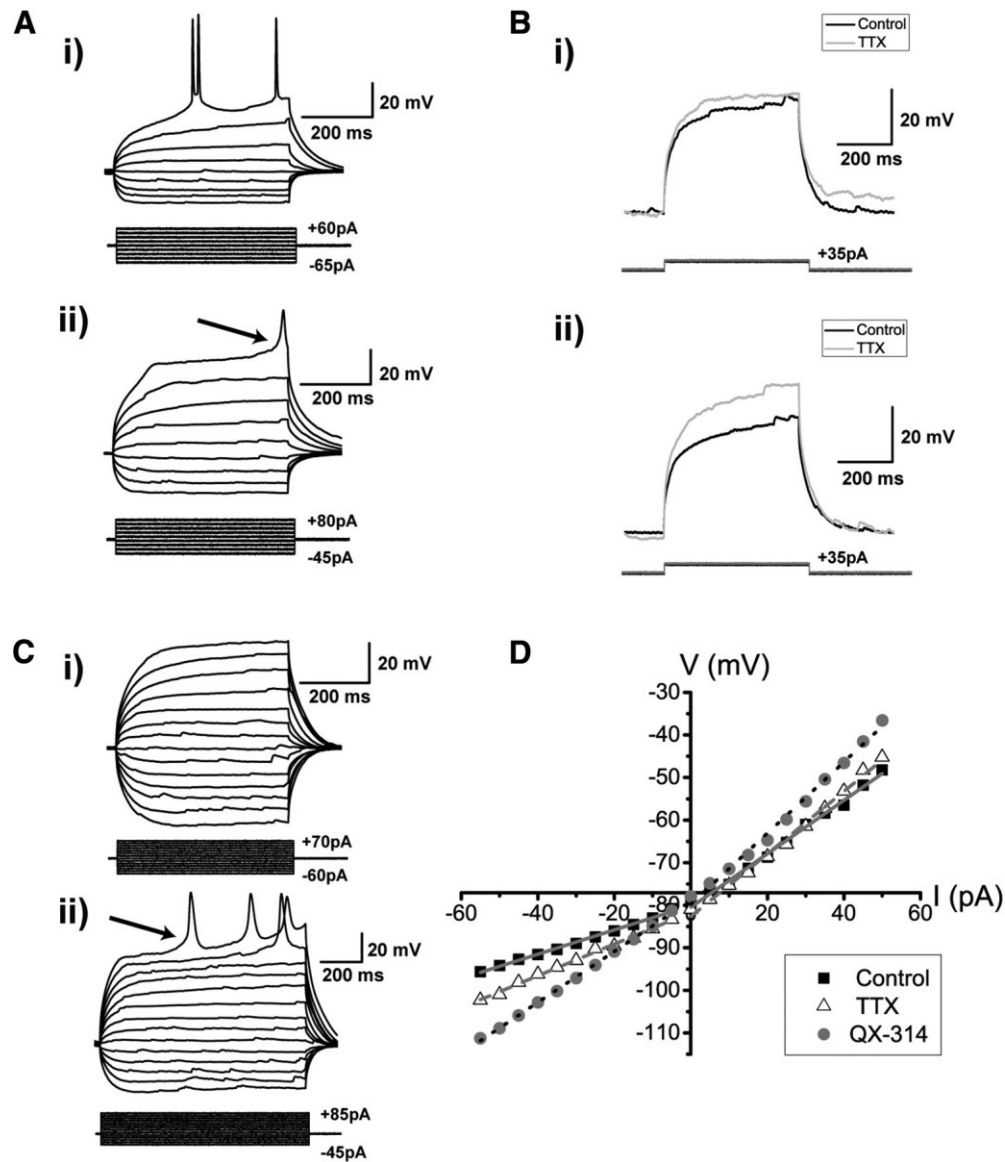 A
i)
20 mV
200 ms
+60pA
-65pA
ii)
20 mV
200 ms
+80pA
-45pA
B
Control
TTX
i)
20 mV
200 ms
+35pA
Control
TTX
ii)
20 mV
200 ms
+35pA
C
i)
20 mV
200 ms
+70pA
-60pA
ii)
20 mV
200 ms
+85pA
-45pA
D
V (mV)
-30
-40
-50
-60
-70
-80
-90
-100
-110
-60 -40 -20 20 40 60
I (pA)
Control
TTX
QX-314